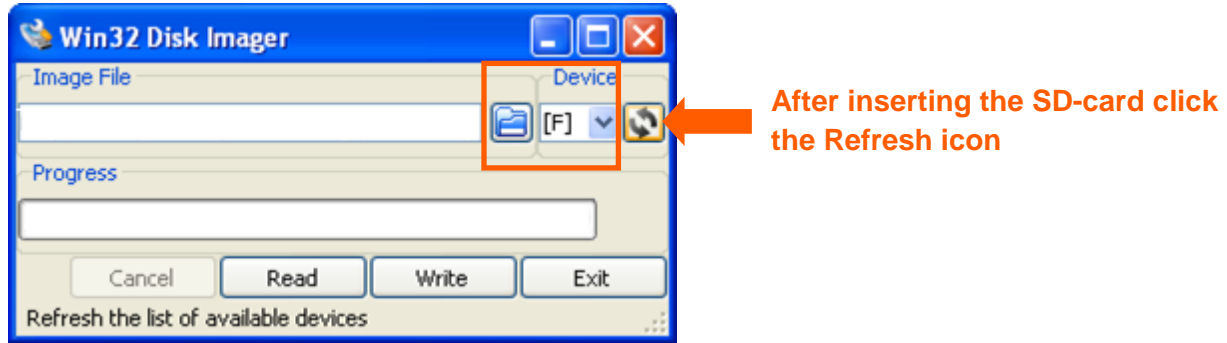 Win32 Disk Imager
Image File
Device
[F]
After inserting the SD-card click
the Refresh icon
Progress
Cancel Read Write Exit
Refresh the list of available devices